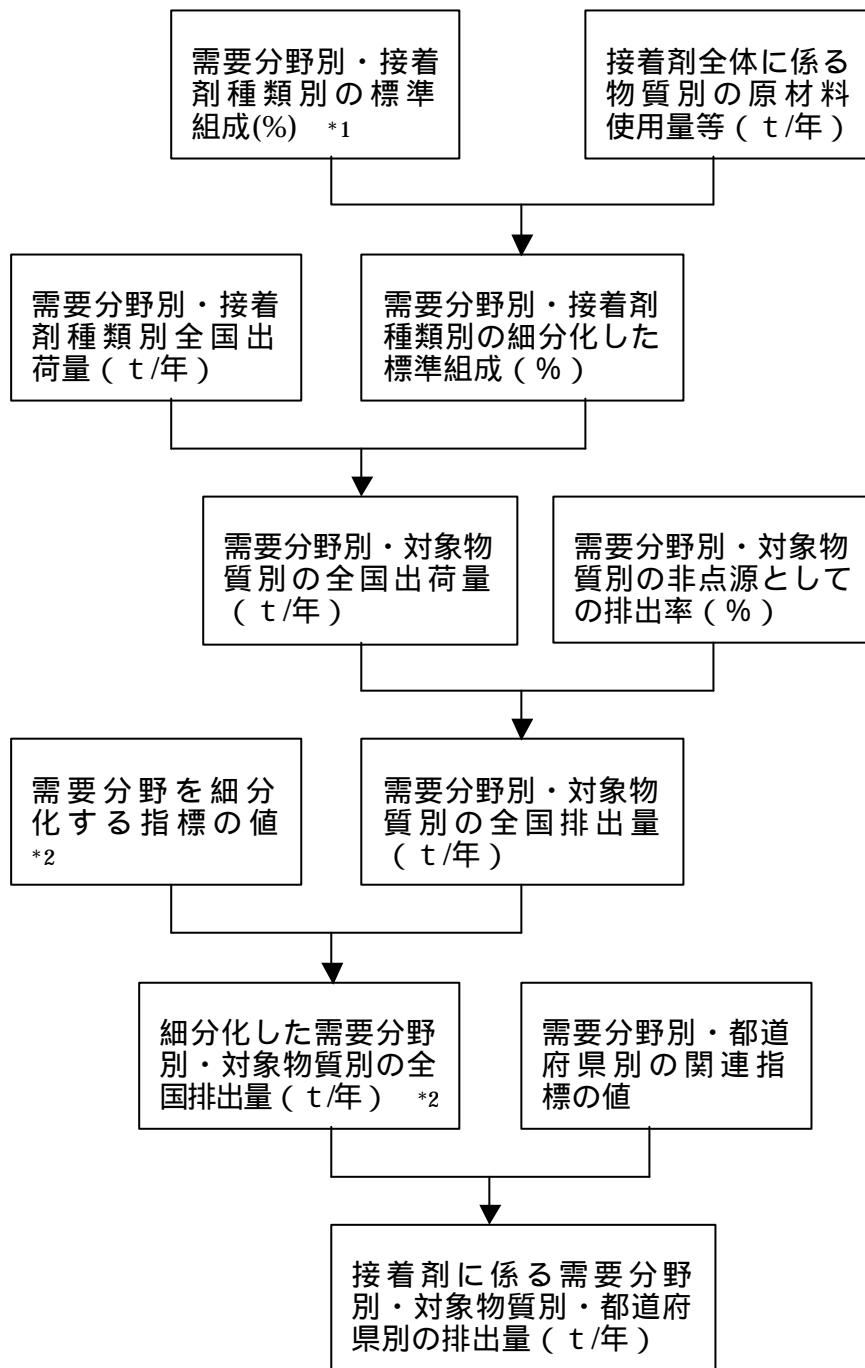 需要分野別・接着
剤種類別の標準
組成(%) *1
接着剤全体に係る
物質別の原材料
使用量等(t/年)
需要分野別・接着
剤種類別全国出
荷量(t/年)
需要分野別・接着剤
種類別の細分化した
標準組成(%)
需要分野別・対象物
質別の全国出荷量
(t/年)
需要分野別・対象物
質別の非点源として
の排出率(%)
需要分野を細分
化する指標の値
*2
需要分野別・対象物
質別の全国排出量
(t/年)
細分化した需要分野
別・対象物質別の全
国排出量(t/年) *2
需要分野別・都道
府県別の関連指
標の値
接着剤に係る需要分野
別・対象物質別・都道府
県別の排出量(t/年)